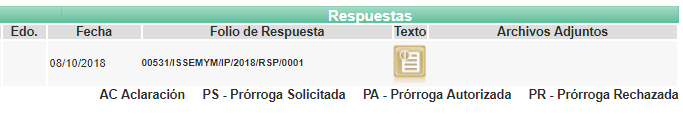 Respuestas
Edo. Fecha Folio de Respuesta Texto Archivos Adjuntos
08/10/2018 00531/ISSEMYM/IP/2018/RSP/0001
AC Aclaración PS - Prórroga Solicitada PA - Prórroga Autorizada PR - Prórroga Rechazada